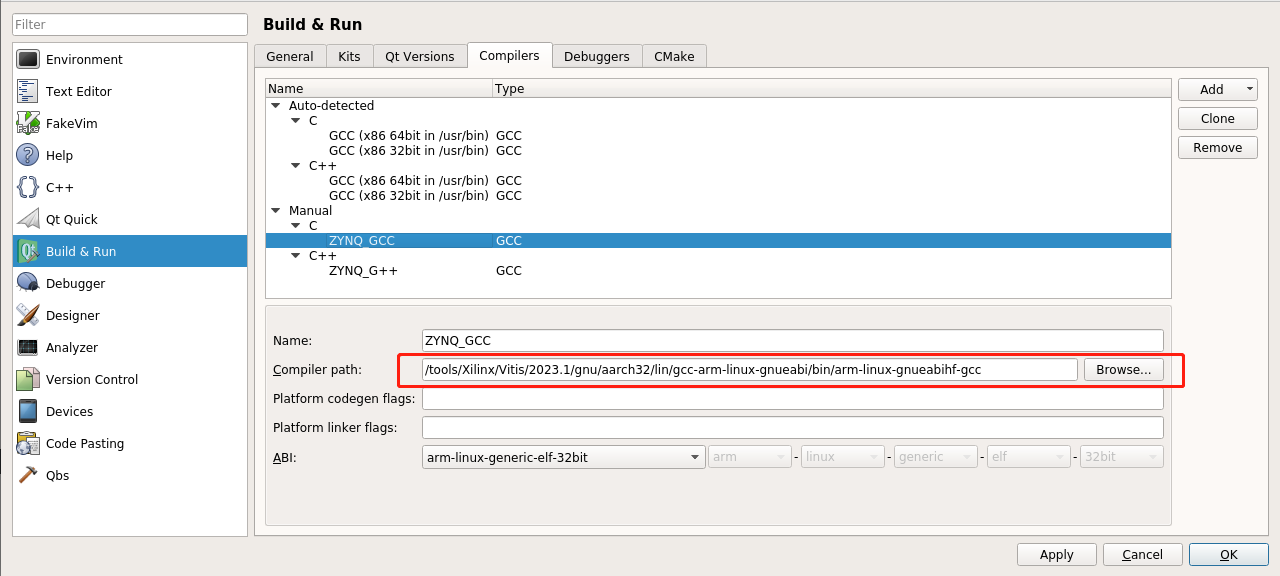 Filter
Environment
Text Editor
FakeVim
Help
C++
Qt Quick
Build & Run
Debugger
Designer
Analyzer
Version Control
Devices
Code Pasting
Qbs
Build & Run
General Kits Qt Versions Compilers Debuggers CMake
Name Type
Auto-detected
C
GCC (x86 64bit in /usr/bin) GCC
GCC (x86 32bit in /usr/bin) GCC
C++
GCC (x86 64bit in /usr/bin) GCC
GCC (x86 32bit in /usr/bin) GCC
Manual
C
ZYNQ_GCC GCC
C++
ZYNQ_G++ GCC
Add
Clone
Remove
Name: ZYNQ_GCC
Compiler path: /tools/Xilinx/Vitis/2023.1/gnu/aarch32/lin/gcc-arm-linux-gnueabi/bin/arm-linux-gnueabihf-gcc Browse...
Platform codegen flags:
Platform linker flags:
ABI: arm-linux-generic-elf-32bit arm - linux - generic - elf - 32bit
Apply Cancel OK